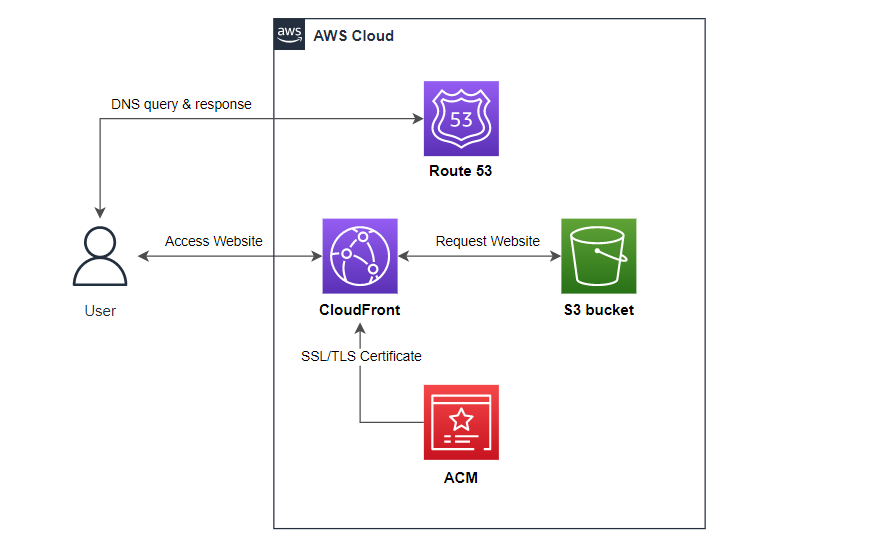 aws
AWS Cloud
DNS query & response
53
Route 53
Access Website
Request Website
User
CloudFront
S3 bucket
SSL/TLS Certificate
ACM